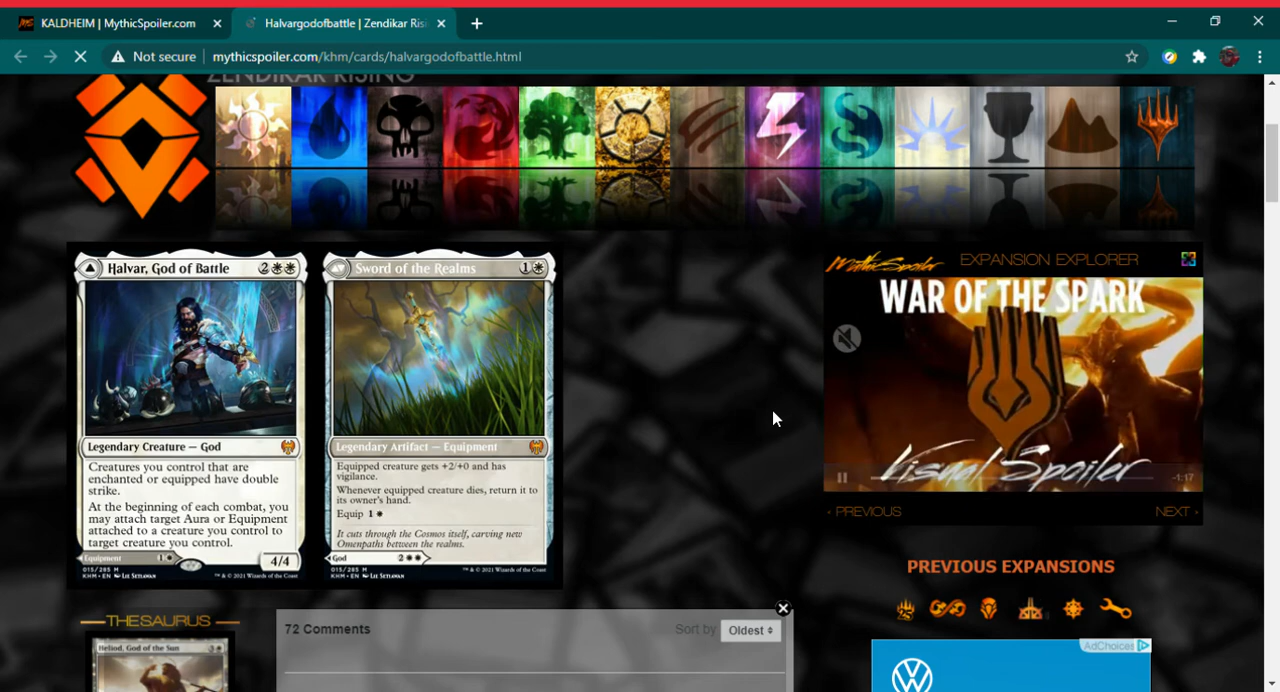 KALDHEIM | MythicSpoiler.com
Halvargodofbattle | Zendikar Risi
Not secure
mythicspoiler.com/khm/cards/halvargodofbattle.html
ZENDIKAR RISING
Halvar, God of Battle 2
Legendary Creature — God
Creatures you control that are
enchanted or equipped have double
strike.
At the beginning of each combat, you
may attach target Aura or Equipment
attached to a creature you control to
target creature you control.
Equipment 1
4/4
015/285 M
KHM • EN Lie Setiawan
™ & © 2021 Wizards of the Coast
Sword of the Realms 1
Legendary Artifact — Equipment
Equipped creature gets +2/+0 and has
vigilance.
Whenever equipped creature dies, return it to
its owner's hand.
Equip 1
It cuts through the Cosmos itself, carving new
Omenpaths between the realms.
God 2
015/285 M
KHM • EN Lie Setiawan
™ & © 2021 Wizards of the Coast
MythicSpoiler EXPANSION EXPLORER
WAR OF THE SPARK
Visual Spoiler
-1:17
‹ PREVIOUS
NEXT ›
PREVIOUS EXPANSIONS
THESAURUS
Heliod, God of the Sun 3
72 Comments
Sort by Oldest
AdChoices